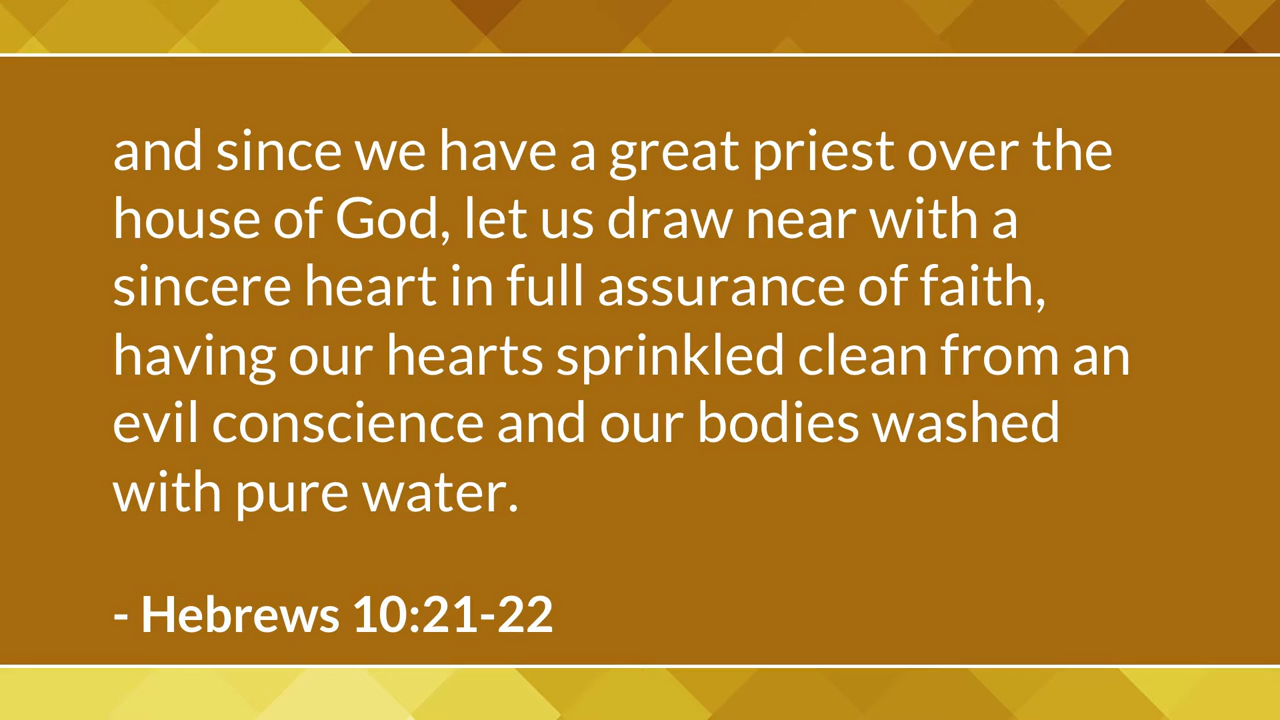 and since we have a great priest over the
house of God, let us draw near with a
sincere heart in full assurance of faith,
having our hearts sprinkled clean from an
evil conscience and our bodies washed
with pure water.
- Hebrews 10:21-22